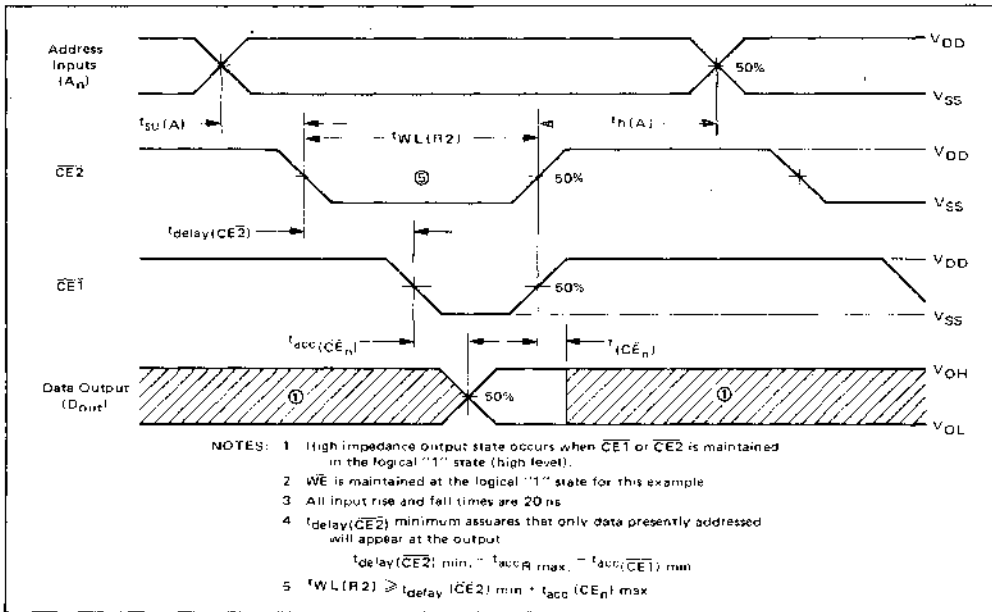 Address
Inputs
(An)
VDD
50%
VSS
tsu(A)
tWL(R2)
th(A)
CE2
⑤
50%
VDD
VSS
tdelay(CE2)
CE1
50%
VDD
VSS
tacc(CEn)
t(CEn)
Data Output
(Dout)
①
50%
①
VOH
VOL
NOTES: 1 High impedance output state occurs when CE1 or CE2 is maintained
in the logical "1" state (high level).
2 WE is maintained at the logical "1" state for this example
3 All input rise and fall times are 20 ns
4 tdelay(CE2) minimum assures that only data presently addressed
will appear at the output
tdelay(CE2) min. = taccR max. − tacc(CE1) min
5 tWL(R2) ≥ tdelay (CE2) min + tacc (CEn) max